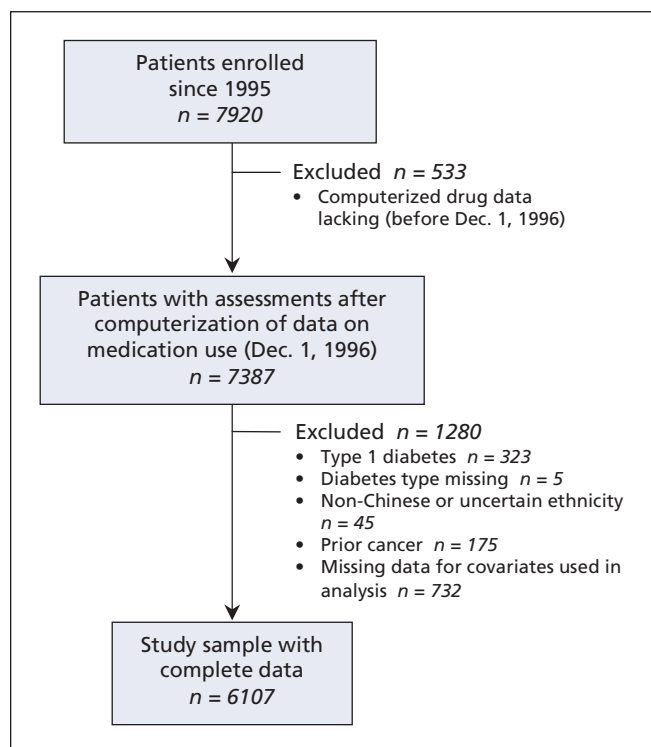 Patients enrolled
since 1995
n = 7920
Excluded n = 533
• Computerized drug data
lacking (before Dec. 1, 1996)
Patients with assessments after
computerization of data on
medication use (Dec. 1, 1996)
n = 7387
Excluded n = 1280
• Type 1 diabetes n = 323
• Diabetes type missing n = 5
• Non-Chinese or uncertain ethnicity
n = 45
• Prior cancer n = 175
• Missing data for covariates used in
analysis n = 732
Study sample with
complete data
n = 6107